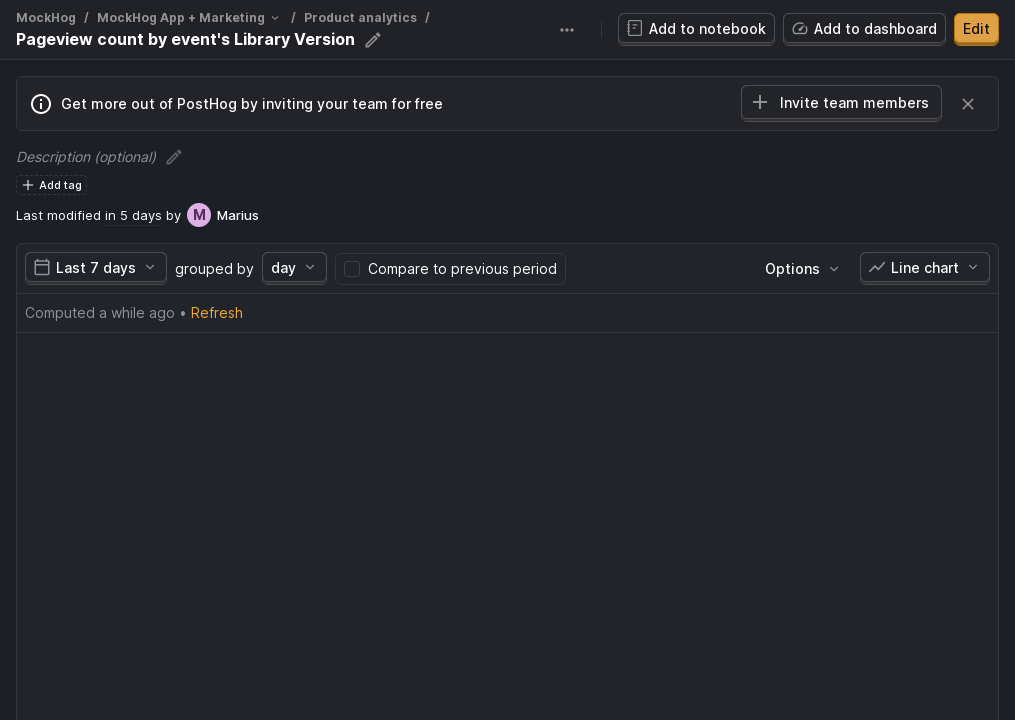 MockHog / MockHog App + Marketing / Product analytics /
Pageview count by event's Library Version
Add to notebook
Add to dashboard
Edit
Get more out of PostHog by inviting your team for free
Invite team members
Description (optional)
Add tag
Last modified in 5 days by M Marius
Last 7 days grouped by day Compare to previous period Options Line chart
Computed a while ago • Refresh